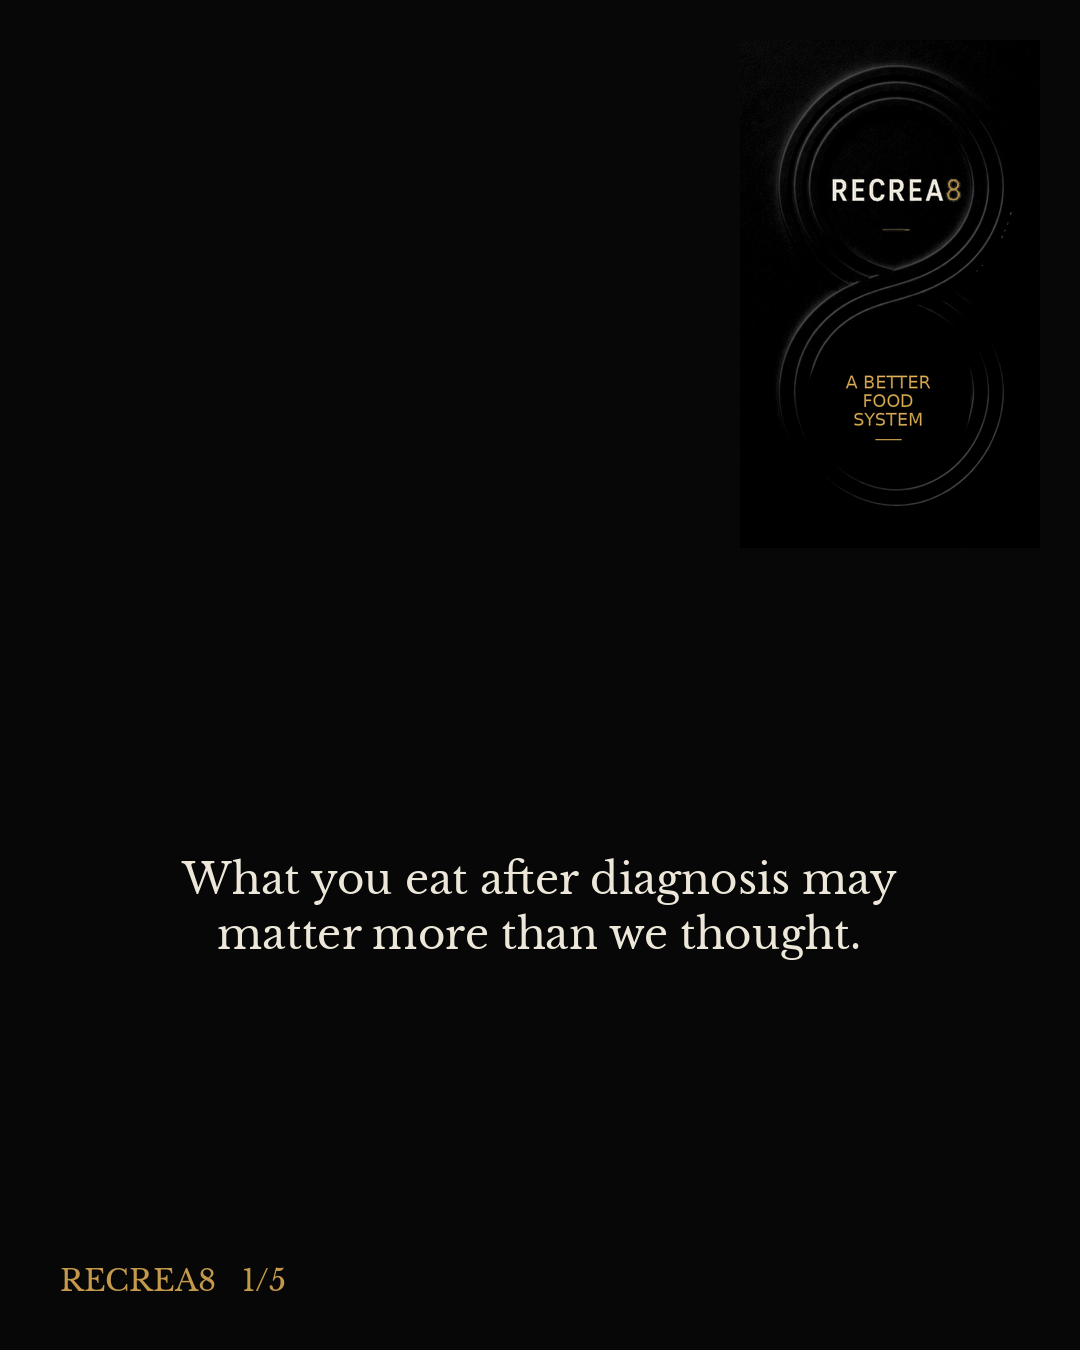 RECREA8
A BETTER
FOOD
SYSTEM
What you eat after diagnosis may
matter more than we thought.
RECREA8 1/5